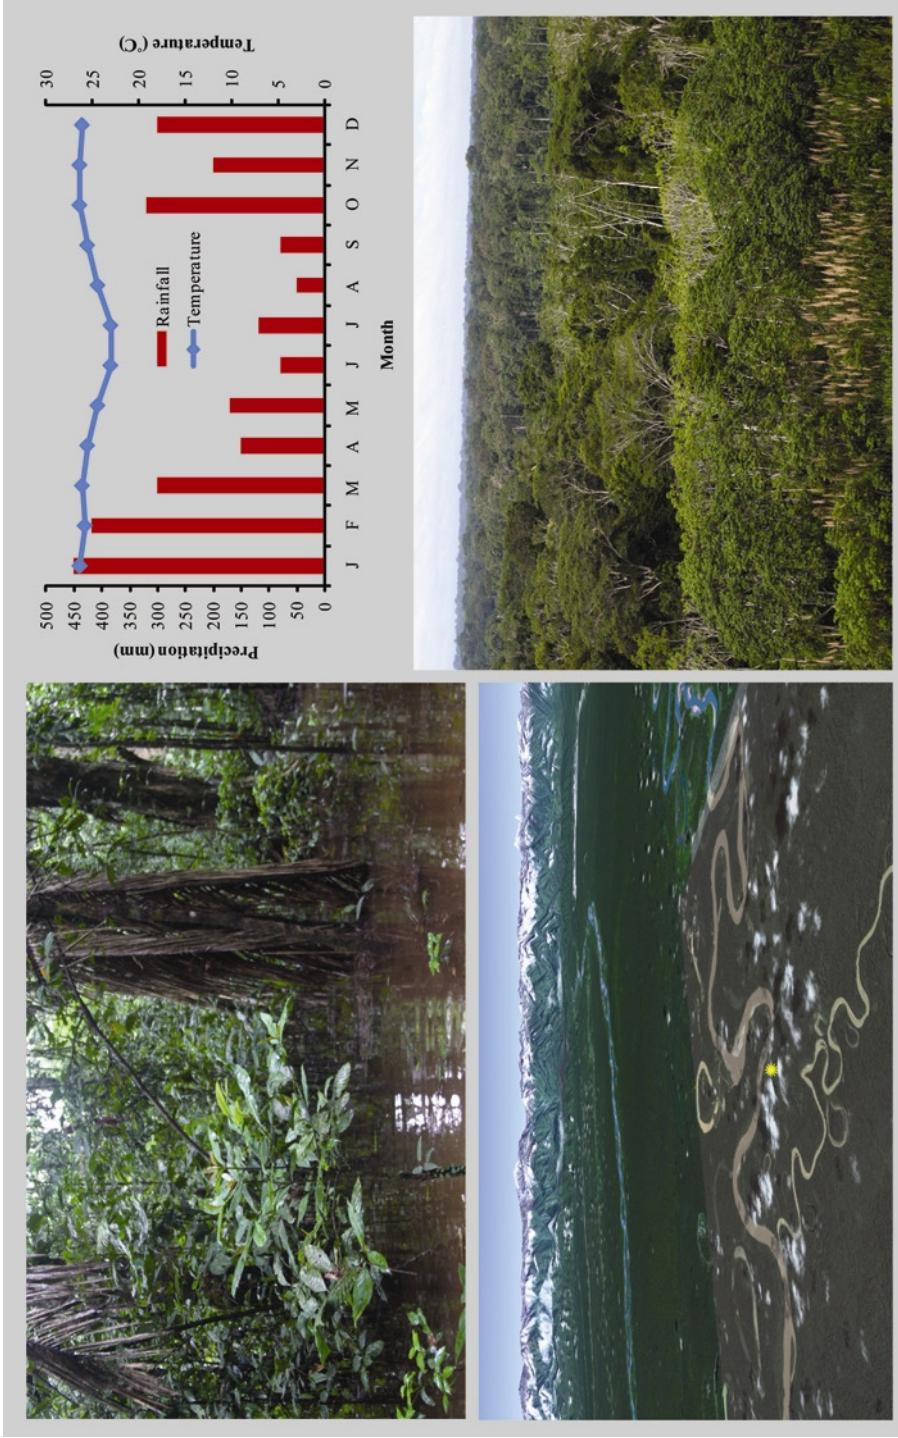 Temperature (°C)
30
25
20
15
10
5
0
Rainfall
Temperature
J
F
M
A
M
J
J
A
S
O
N
D
Month
500
450
400
350
300
250
200
150
100
50
0
Precipitation (mm)